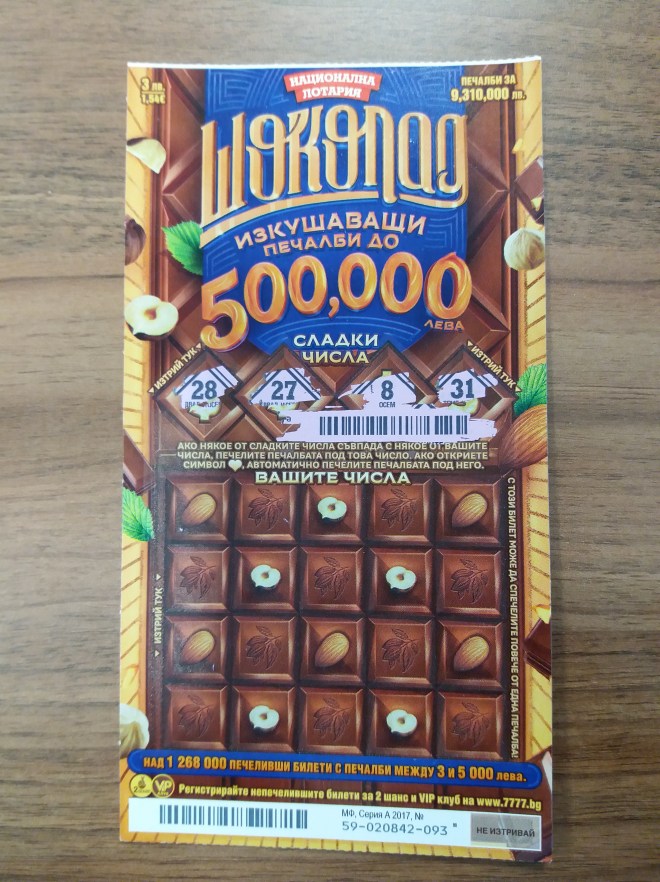 НАЦИОНАЛНА
ЛОТАРИЯ
3 лв.
1,54€
ПЕЧАЛБИ ЗА
9,310,000 лв.
ШОКОЛАД
ИЗКУШАВАЩИ
ПЕЧАЛБИ ДО
500,000
ЛЕВА
СЛАДКИ
ЧИСЛА
ИЗТРИЙ ТУК
ИЗТРИЙ ТУК
28 27 8 31
ОСЕМ
АКО НЯКОЕ ОТ СЛАДКИТЕ ЧИСЛА СЪВПАДА С НЯКОЕ ОТ ВАШИТЕ
ЧИСЛА, ПЕЧЕЛИТЕ ПЕЧАЛБАТА ПОД ТОВА ЧИСЛО. АКО ОТКРИЕТЕ
СИМВОЛ , АВТОМАТИЧНО ПЕЧЕЛИТЕ ПЕЧАЛБАТА ПОД НЕГО.
ВАШИТЕ ЧИСЛА
ИЗТРИЙ ТУК
С ТОЗИ БИЛЕТ МОЖЕ ДА СПЕЧЕЛИТЕ ПОВЕЧЕ ОТ ЕДНА ПЕЧАЛБА!
НАД 1 268 000 ПЕЧЕЛИВШИ БИЛЕТИ С ПЕЧАЛБИ МЕЖДУ 3 И 5 000 лева.
VIP
Регистрирайте непечелившите билети за 2 шанс и VIP клуб на www.7777.bg
МФ, Серия А 2017, №
59-020842-093
НЕ ИЗТРИВАЙ